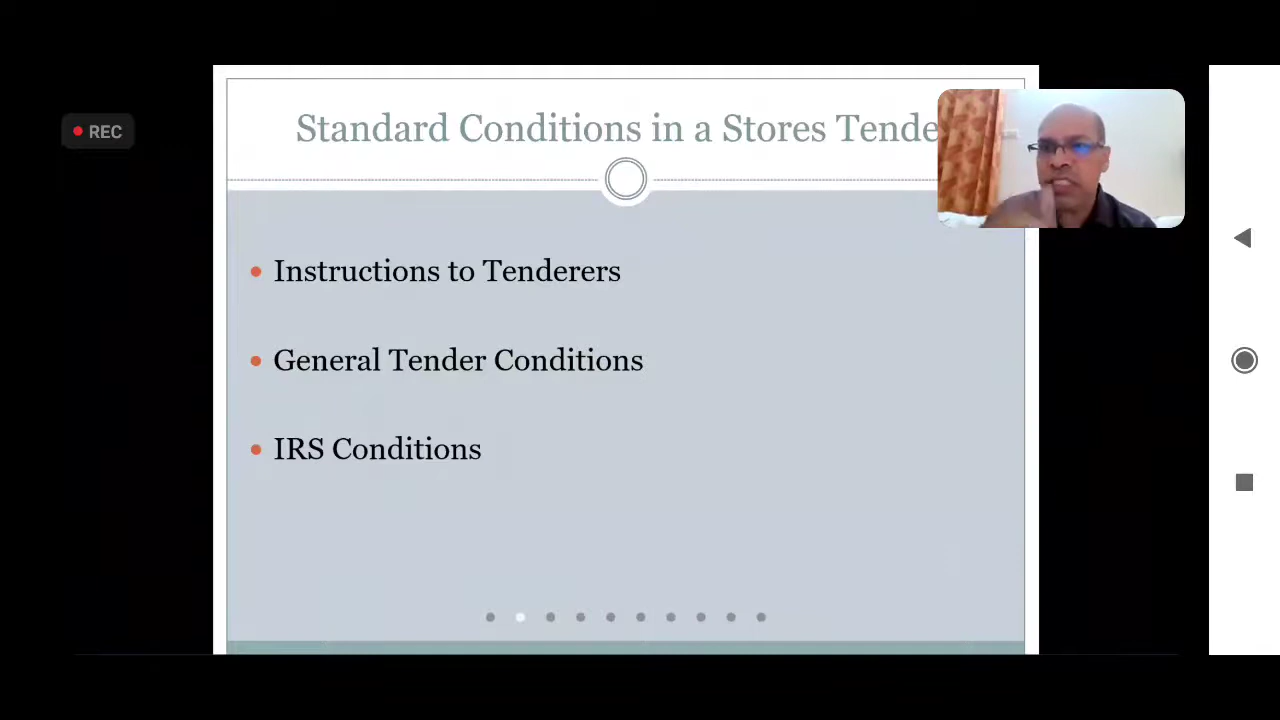 REC
Standard Conditions in a Stores Tende
Instructions to Tenderers
General Tender Conditions
IRS Conditions